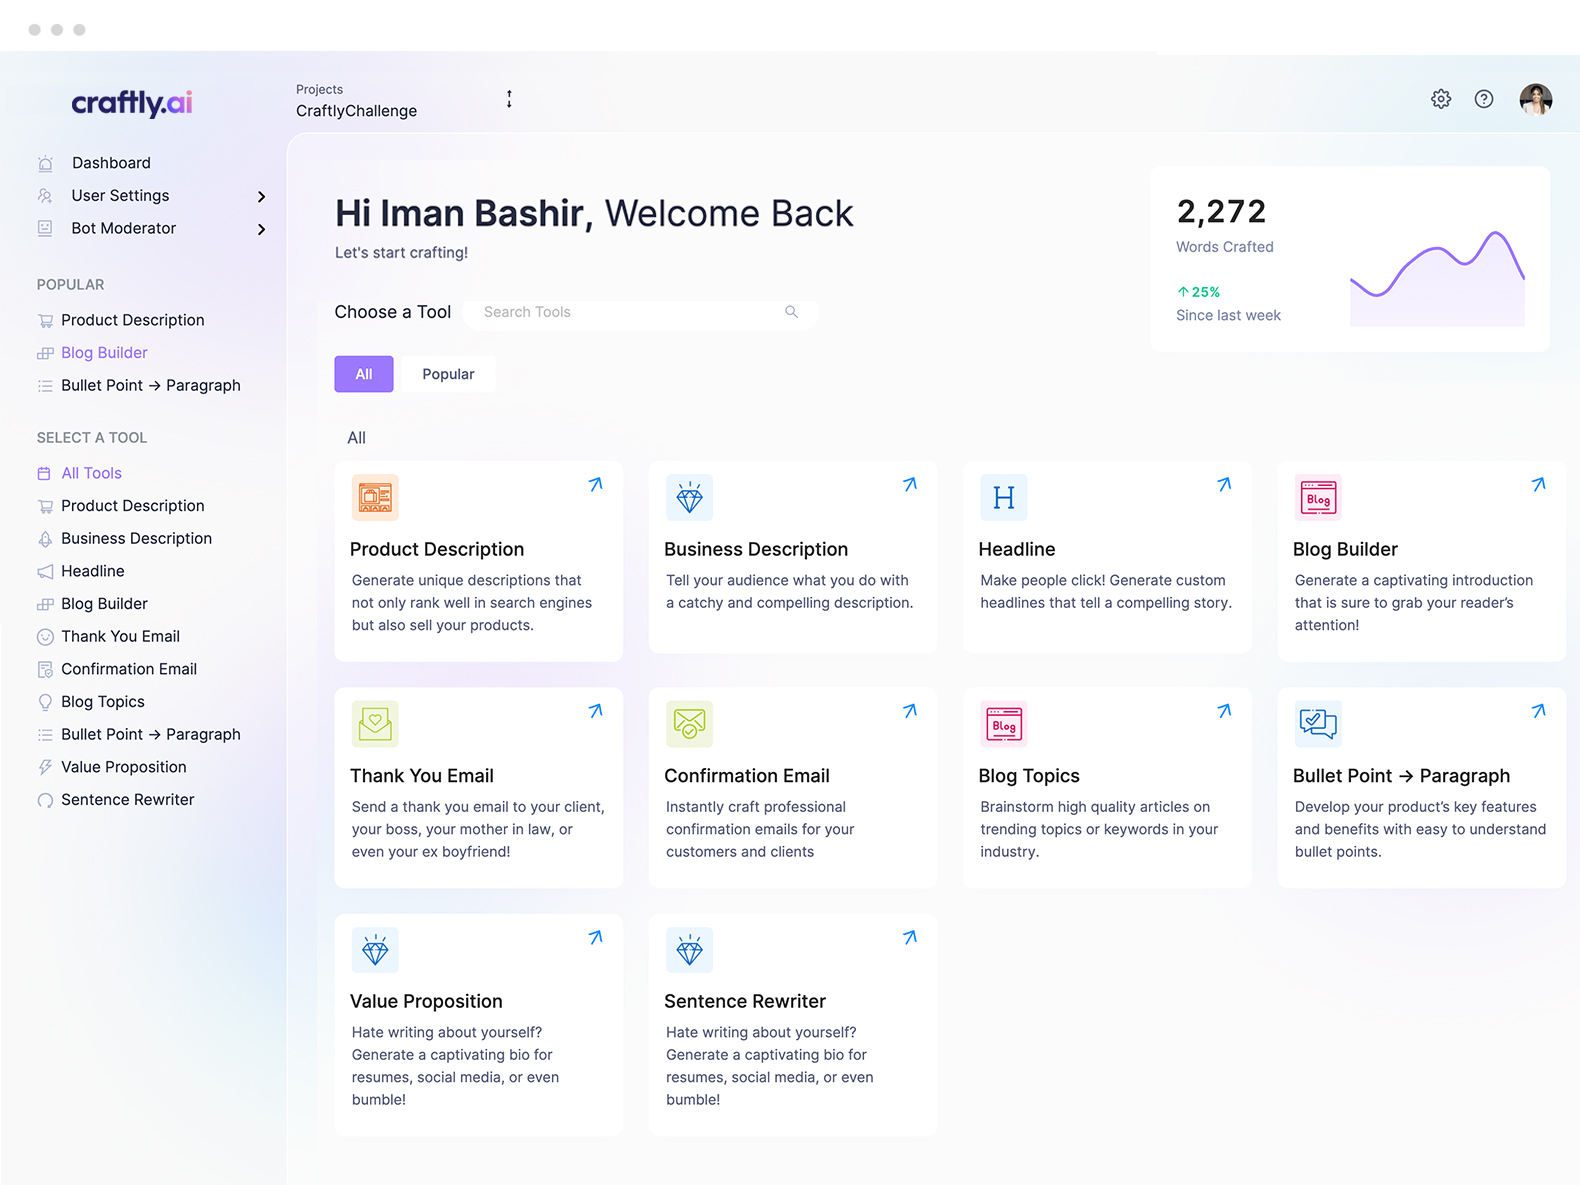 craftly.ai
Projects
CraftlyChallenge
Dashboard
User Settings
Bot Moderator
POPULAR
Product Description
Blog Builder
Bullet Point → Paragraph
SELECT A TOOL
All Tools
Product Description
Business Description
Headline
Blog Builder
Thank You Email
Confirmation Email
Blog Topics
Bullet Point → Paragraph
Value Proposition
Sentence Rewriter
Hi Iman Bashir, Welcome Back
Let's start crafting!
2,272
Words Crafted
↑ 25%
Since last week
Choose a Tool
Search Tools
All
Popular
All
Product Description
Generate unique descriptions that
not only rank well in search engines
but also sell your products.
Business Description
Tell your audience what you do with
a catchy and compelling description.
H
Headline
Make people click! Generate custom
headlines that tell a compelling story.
Blog
Blog Builder
Generate a captivating introduction
that is sure to grab your reader’s
attention!
Thank You Email
Send a thank you email to your client,
your boss, your mother in law, or
even your ex boyfriend!
Confirmation Email
Instantly craft professional
confirmation emails for your
customers and clients
Blog
Blog Topics
Brainstorm high quality articles on
trending topics or keywords in your
industry.
Bullet Point → Paragraph
Develop your product’s key features
and benefits with easy to understand
bullet points.
Value Proposition
Hate writing about yourself?
Generate a captivating bio for
resumes, social media, or even
bumble!
Sentence Rewriter
Hate writing about yourself?
Generate a captivating bio for
resumes, social media, or even
bumble!